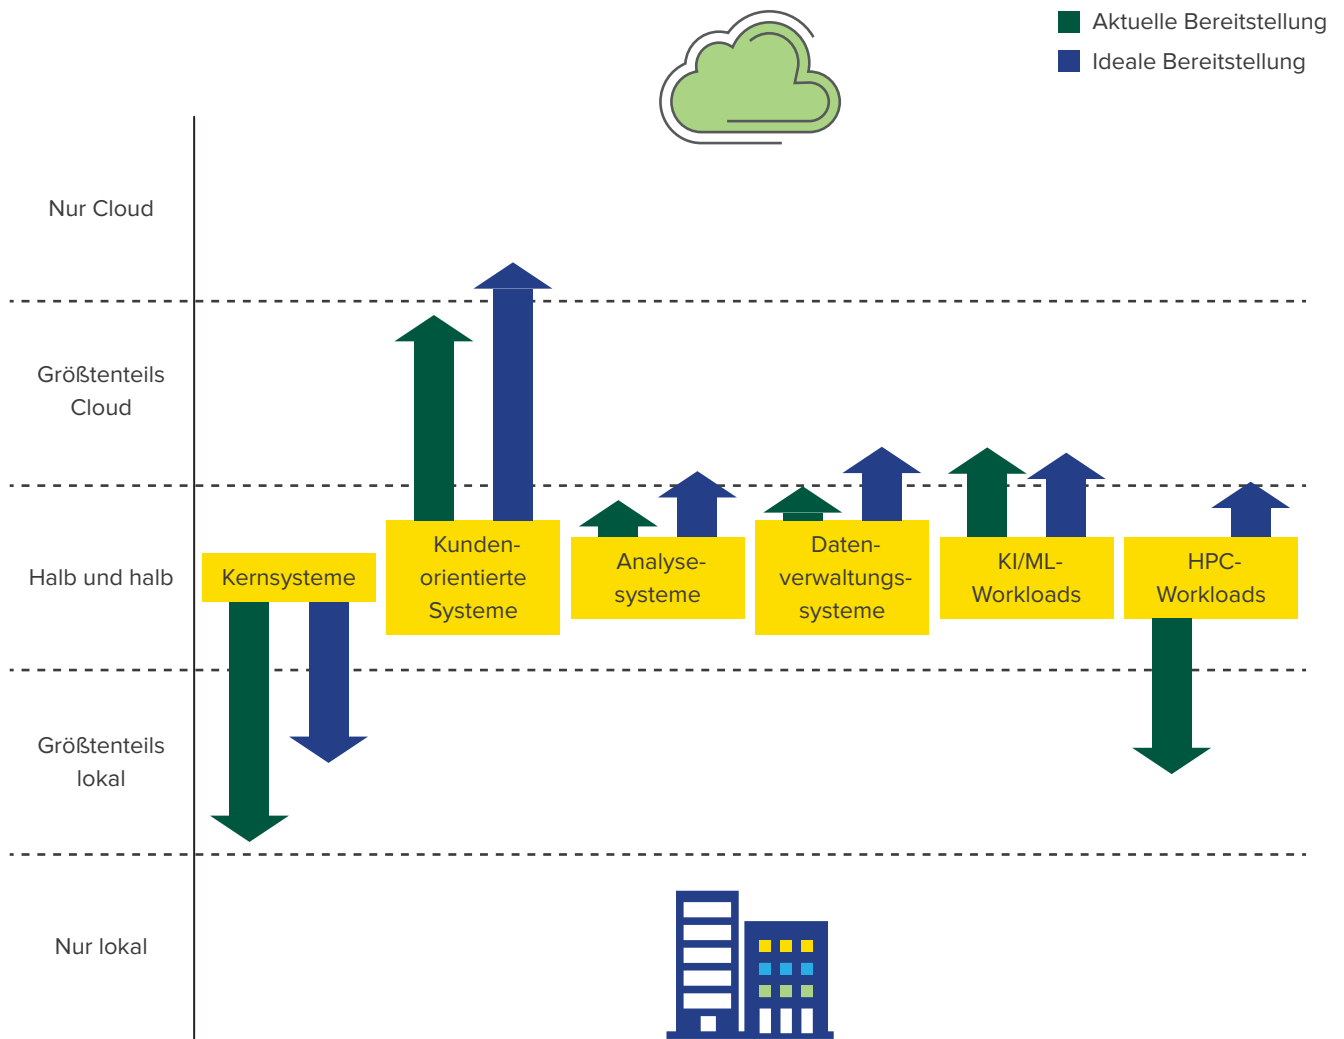 Aktuelle Bereitstellung
Ideale Bereitstellung
Nur Cloud
Größtenteils
Cloud
Halb und halb
Größtenteils
lokal
Nur lokal
Kernsysteme
Kunden-
orientierte
Systeme
Analyse-
systeme
Daten-
verwaltungs-
systeme
KI/ML-
Workloads
HPC-
Workloads